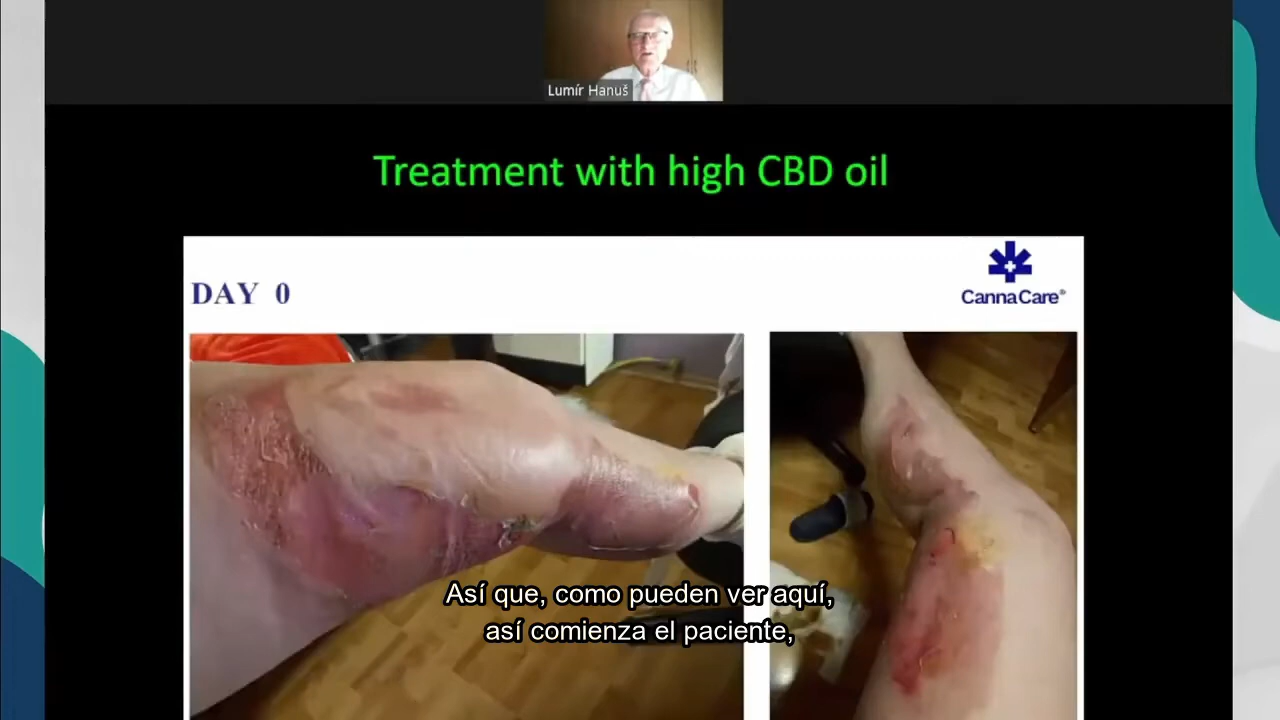 Lumír Hanuš
Treatment with high CBD oil
DAY 0
CannaCare®
Así que, como pueden ver aquí,
así comienza el paciente,